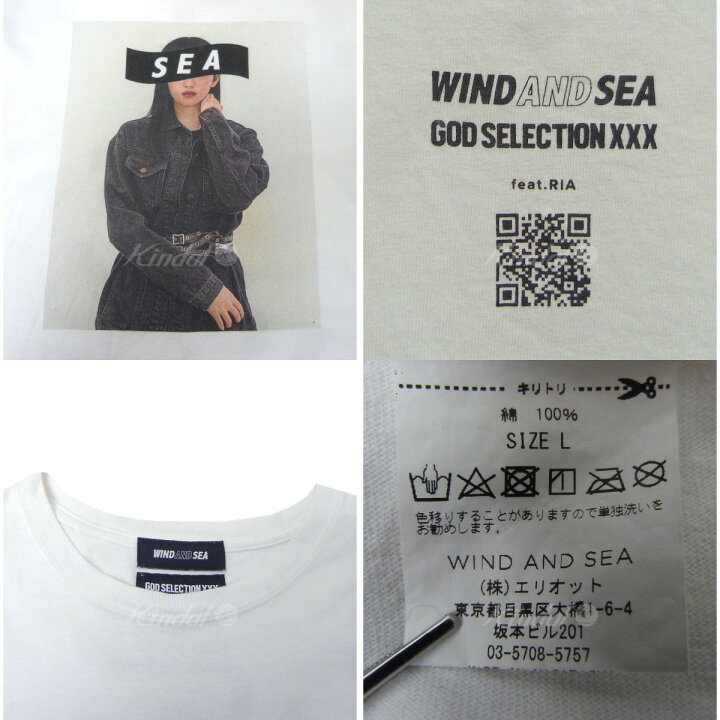 SEA
Kindal
WIND AND SEA
GOD SELECTION XXX
feat.RIA
Kindal
WIND AND SEA
GOD SELECTION XXX
Kindal
キリトリ
綿 100%
SIZE L
色移りすることがありますので単独洗いを
お勧めします。
WIND AND SEA
(株)エリオット
東京都目黒区大橋1-6-4
坂本ビル201
03-5708-5757